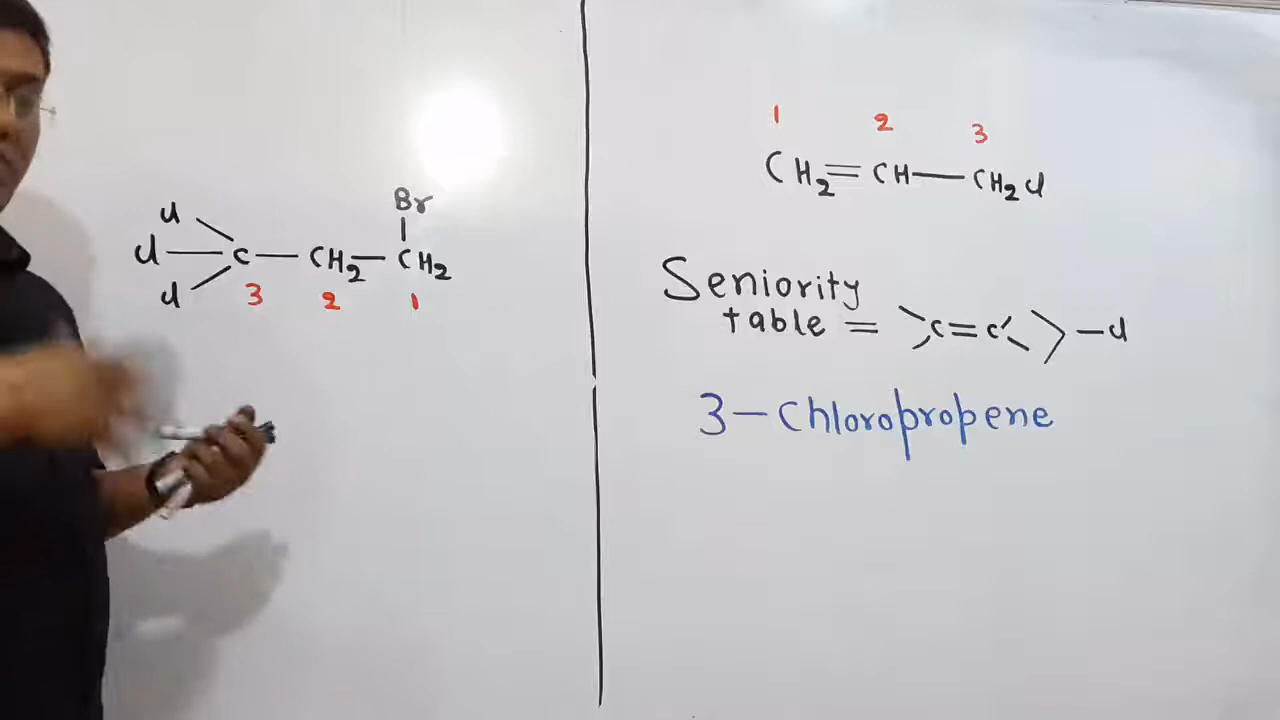 Br
Cl
Cl — C — CH2 — CH2
Cl
3 2 1
1 2 3
CH2 = CH — CH2Cl
Seniority
table = >C=C< > —Cl
3-Chloropropene